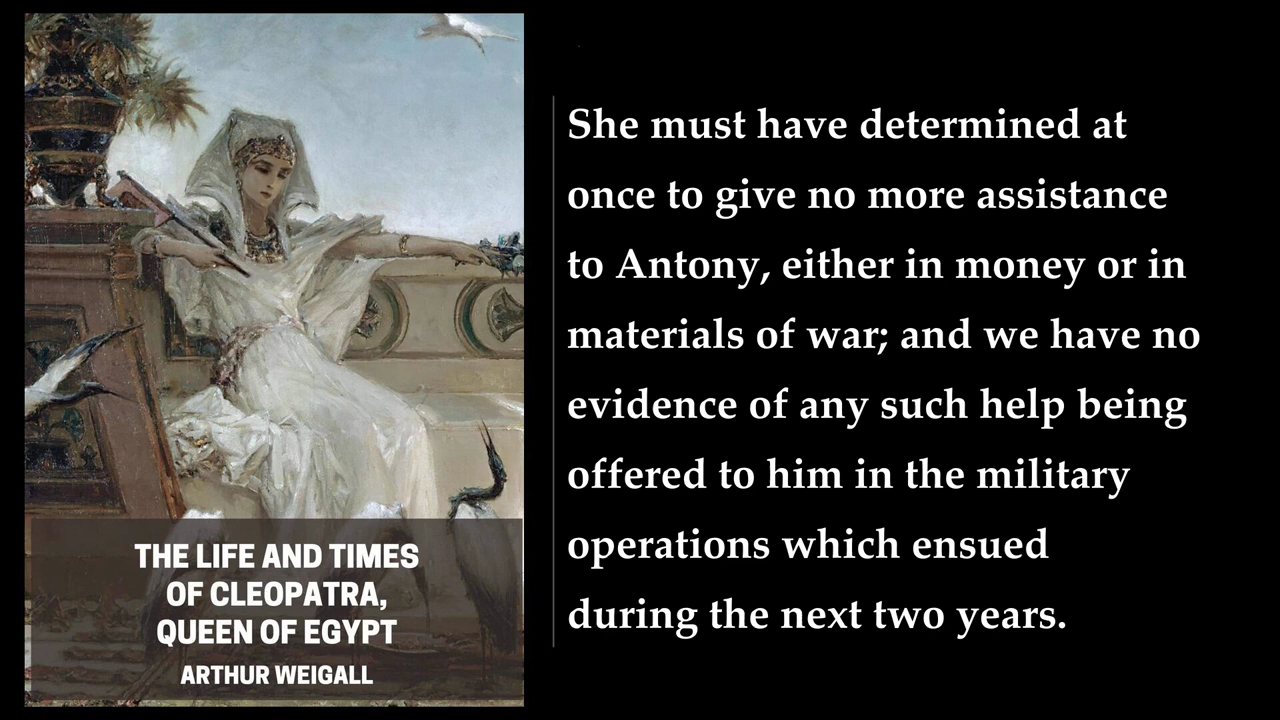 THE LIFE AND TIMES
OF CLEOPATRA,
QUEEN OF EGYPT
ARTHUR WEIGALL
She must have determined at
once to give no more assistance
to Antony, either in money or in
materials of war; and we have no
evidence of any such help being
offered to him in the military
operations which ensued
during the next two years.